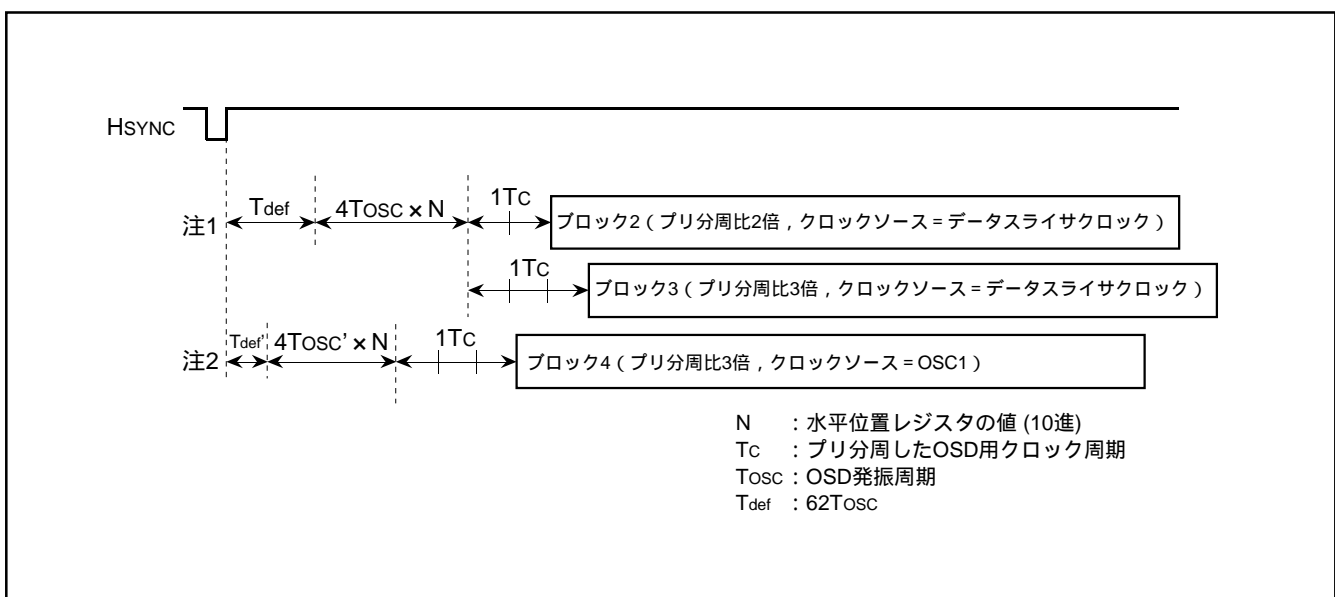 HSYNC
注1 Tdef 4TOSC × N 1TC ブロック2(プリ分周比2倍,クロックソース=データスライサクロック)
1TC ブロック3(プリ分周比3倍,クロックソース=データスライサクロック)
注2 Tdef' 4TOSC' × N 1TC ブロック4(プリ分周比3倍,クロックソース=OSC1)
N :水平位置レジスタの値 (10進)
TC :プリ分周したOSD用クロック周期
TOSC :OSD発振周期
Tdef :62TOSC